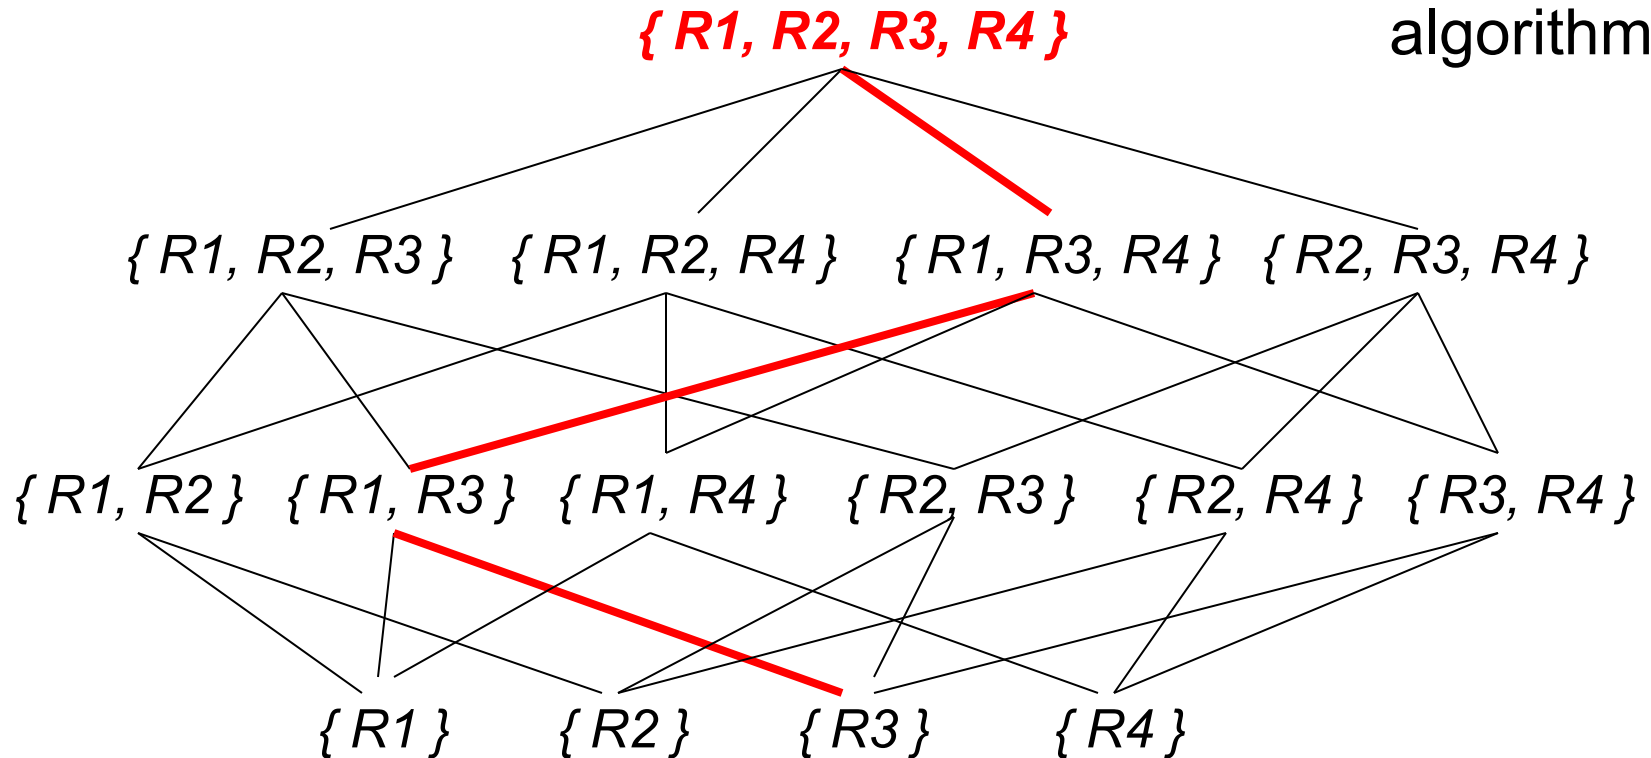 { R1, R2, R3, R4 }
algorithm
{ R1, R2, R3 } { R1, R2, R4 } { R1, R3, R4 } { R2, R3, R4 }
{ R1, R2 } { R1, R3 } { R1, R4 } { R2, R3 } { R2, R4 } { R3, R4 }
{ R1 } { R2 } { R3 } { R4 }